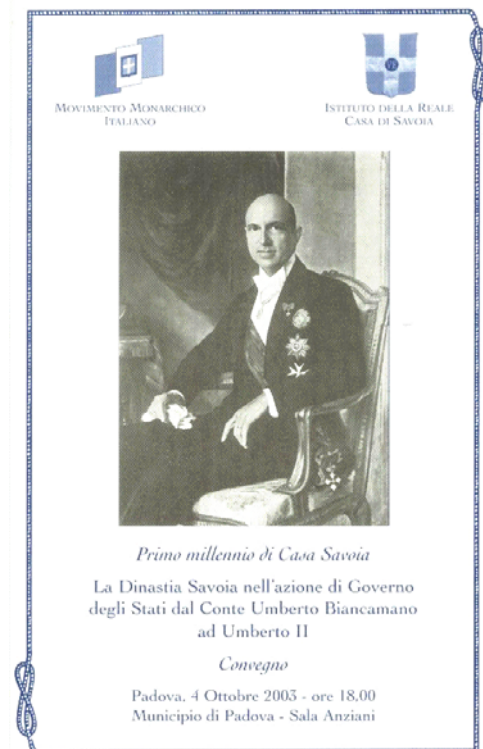 MOVIMENTO MONARCHICO
ITALIANO
ISTITUTO DELLA REALE
CASA DI SAVOIA
Primo millennio di Casa Savoia
La Dinastia Savoia nell'azione di Governo
degli Stati dal Conte Umberto Biancamano
ad Umberto II
Convegno
Padova, 4 Ottobre 2003 - ore 18,00
Municipio di Padova - Sala Anziani